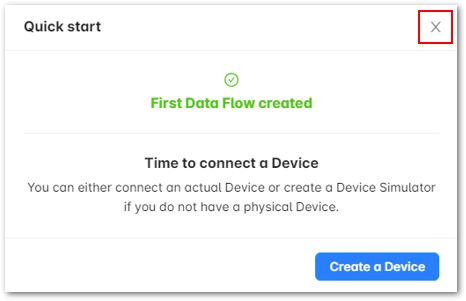 Quick start
First Data Flow created
Time to connect a Device
You can either connect an actual Device or create a Device Simulator
if you do not have a physical Device.
Create a Device